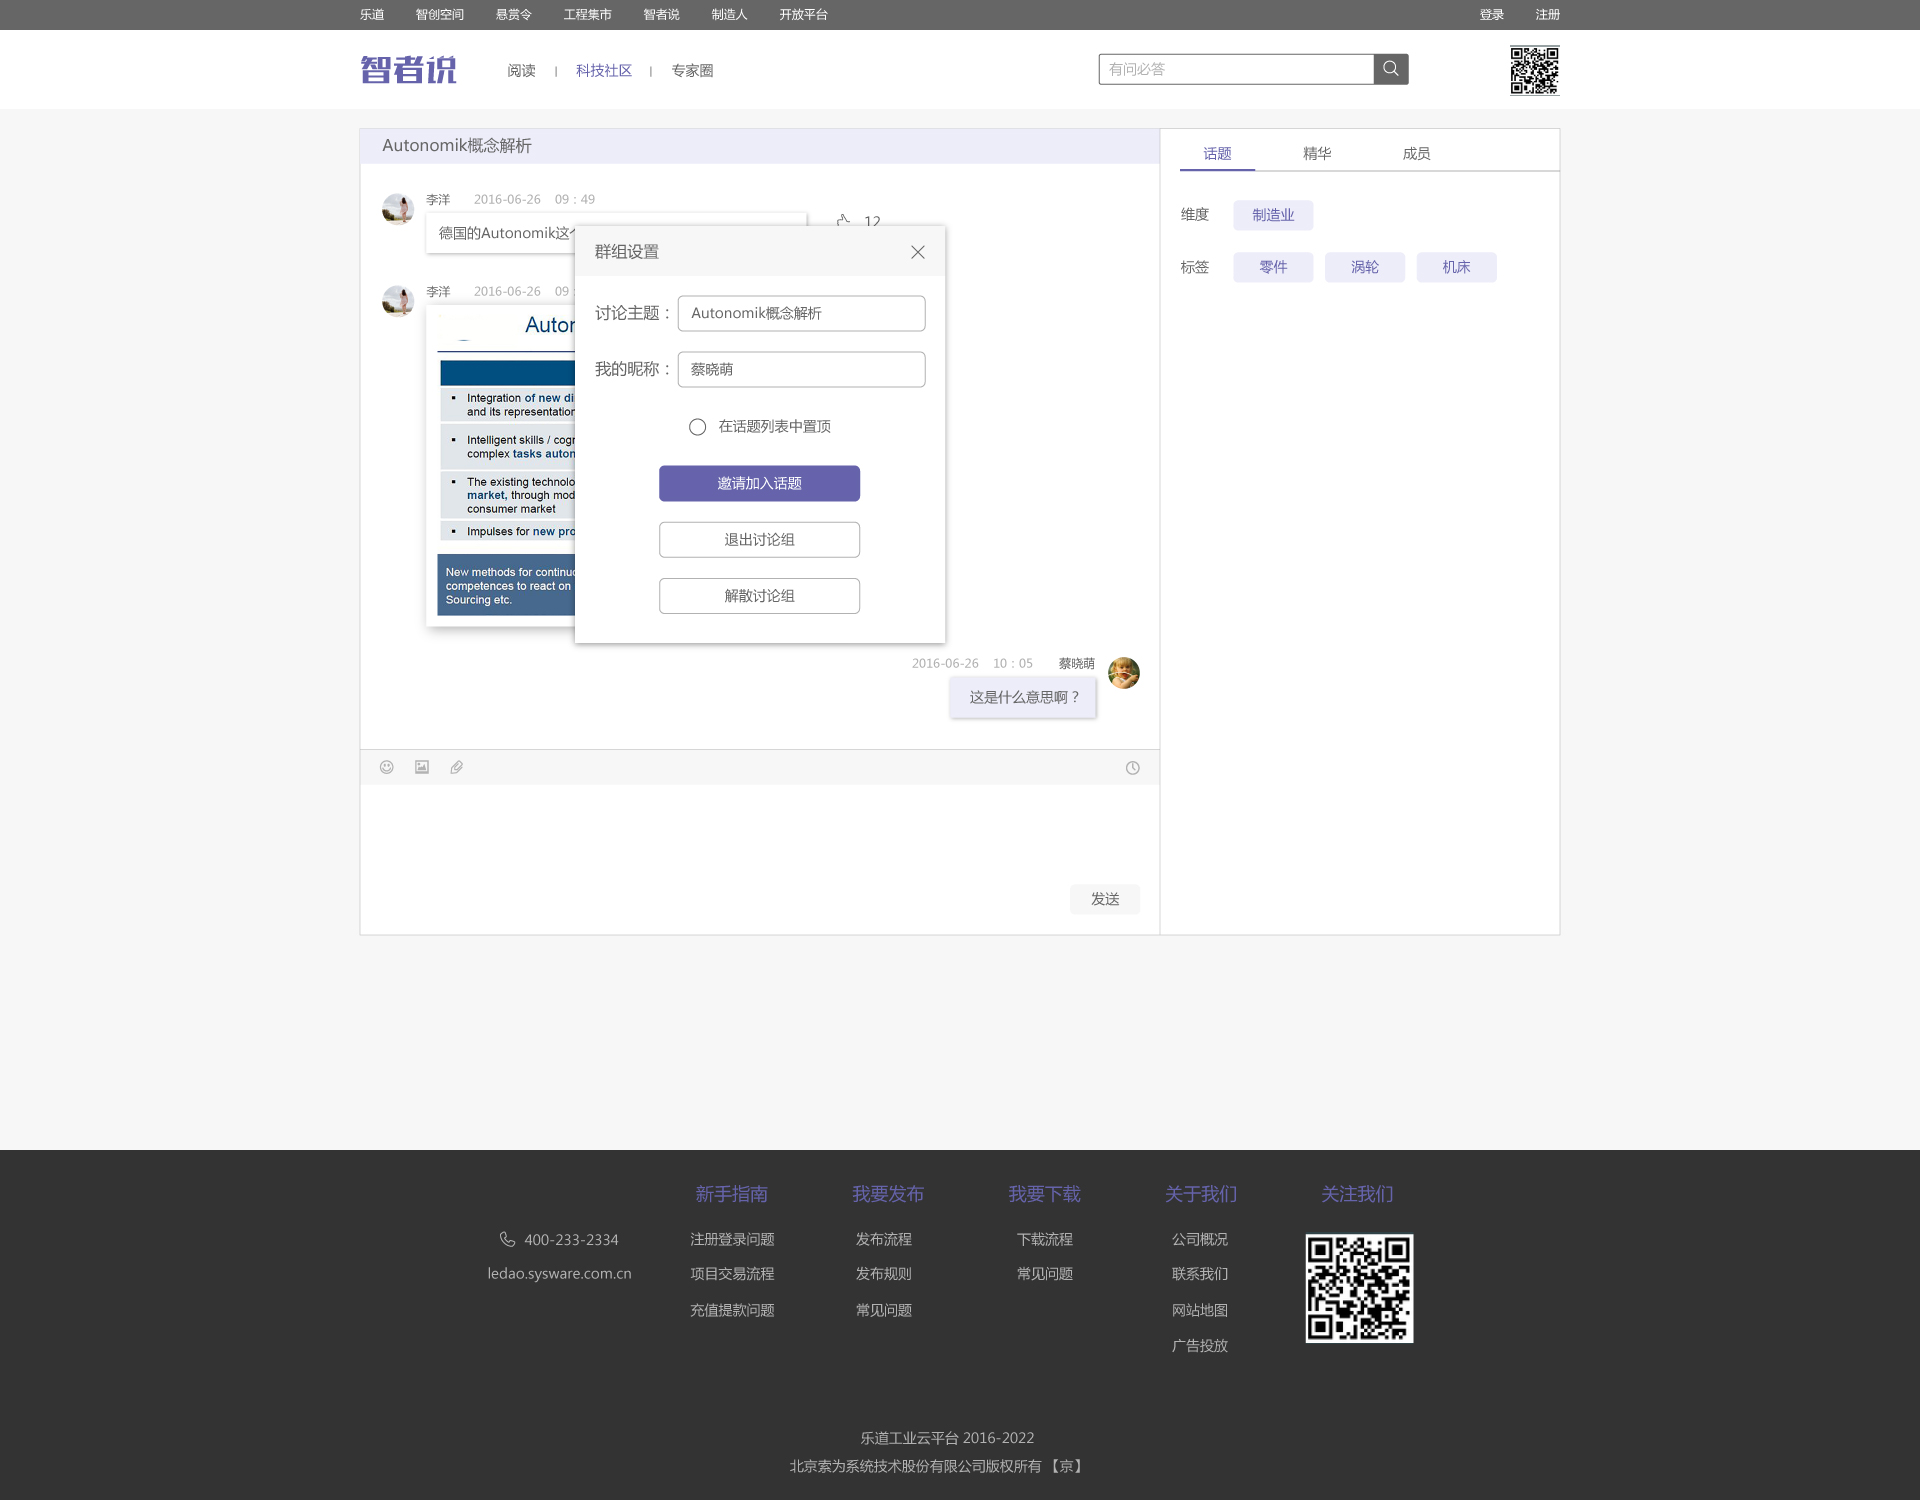 乐道 智创空间 悬赏令 工程集市 智者说 制造人 开放平台 登录 注册
智者说 阅读 科技社区 专家圈 有问必答
Autonomik概念解析
话题 精华 成员
李洋 2016-06-26 09：49
12
德国的Autonomik这
维度 制造业
标签 零件 涡轮 机床
李洋 2016-06-26 09
Auton
Integration of new di
and its representation
Intelligent skills / cogn
complex tasks auton
The existing technolo
market, through mod
consumer market
Impulses for new pro
New methods for continuo
competences to react on
Sourcing etc.
群组设置
讨论主题： Autonomik概念解析
我的昵称： 蔡晓萌
在话题列表中置顶
邀请加入话题
退出讨论组
解散讨论组
2016-06-26 10：05 蔡晓萌
这是什么意思啊？
发送
新手指南 我要发布 我要下载 关于我们 关注我们
400-233-2334 注册登录问题 发布流程 下载流程 公司概况
ledao.sysware.com.cn 项目交易流程 发布规则 常见问题 联系我们
充值提款问题 常见问题 网站地图
广告投放
乐道工业云平台 2016-2022
北京索为系统技术股份有限公司版权所有 【京】